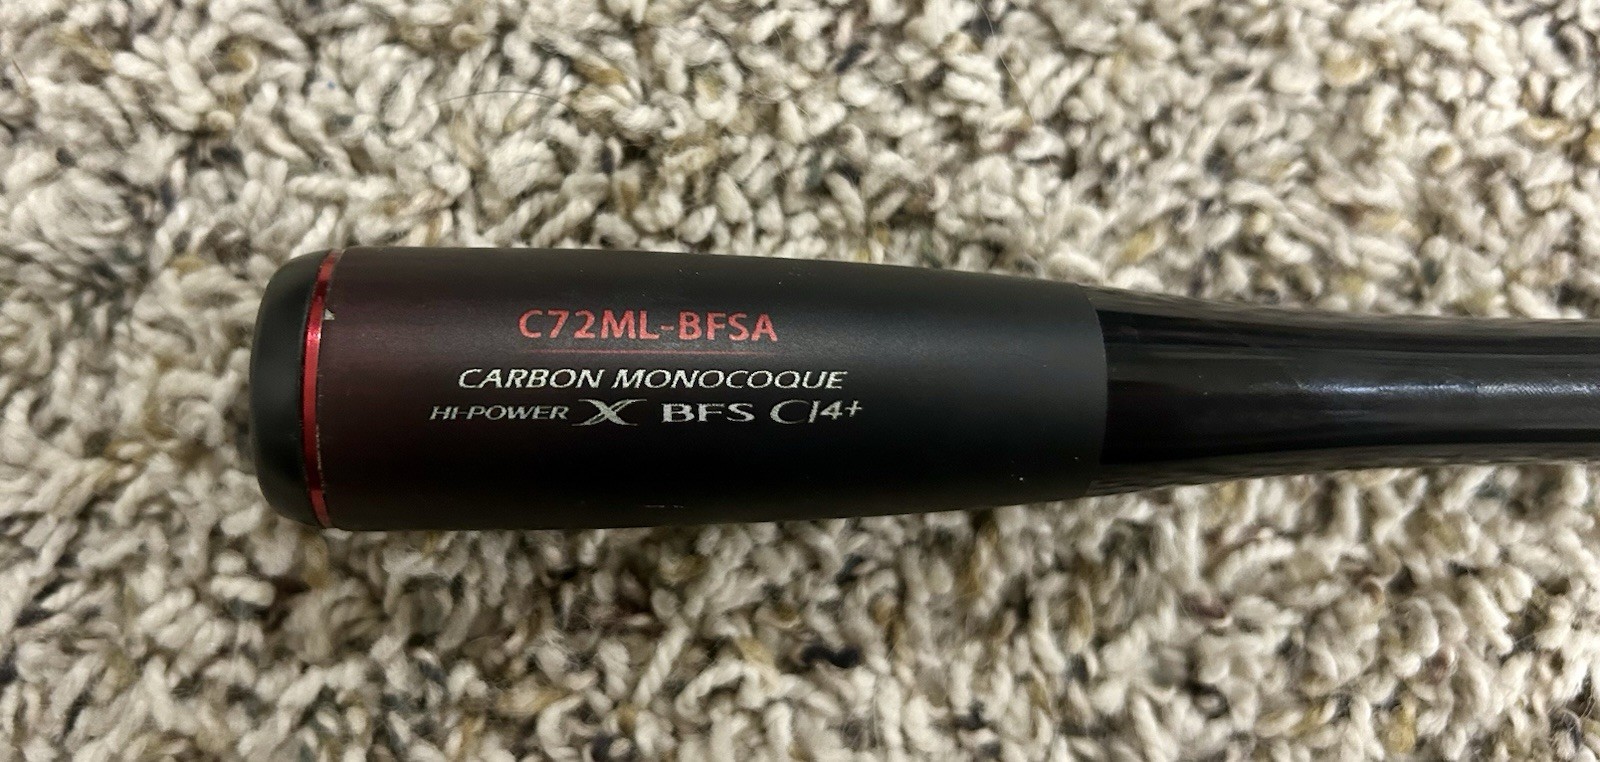 C72ML-BFSA
CARBON MONOCOQUE
HI-POWER X BFS CI4+